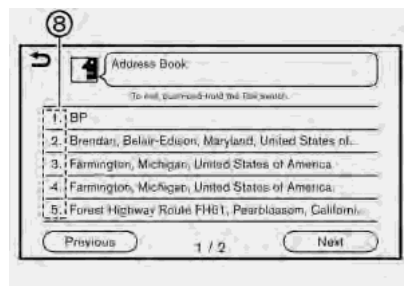 8
Address Book
To exit, push and hold the Talk switch.
1. BP
2. Brendan, Belair-Edison, Maryland, United States of...
3. Farmington, Michigan, United States of America
4. Farmington, Michigan, United States of America
5. Forest Highway Route FH61, Pearblossom, Californi...
Previous
1 / 2
Next